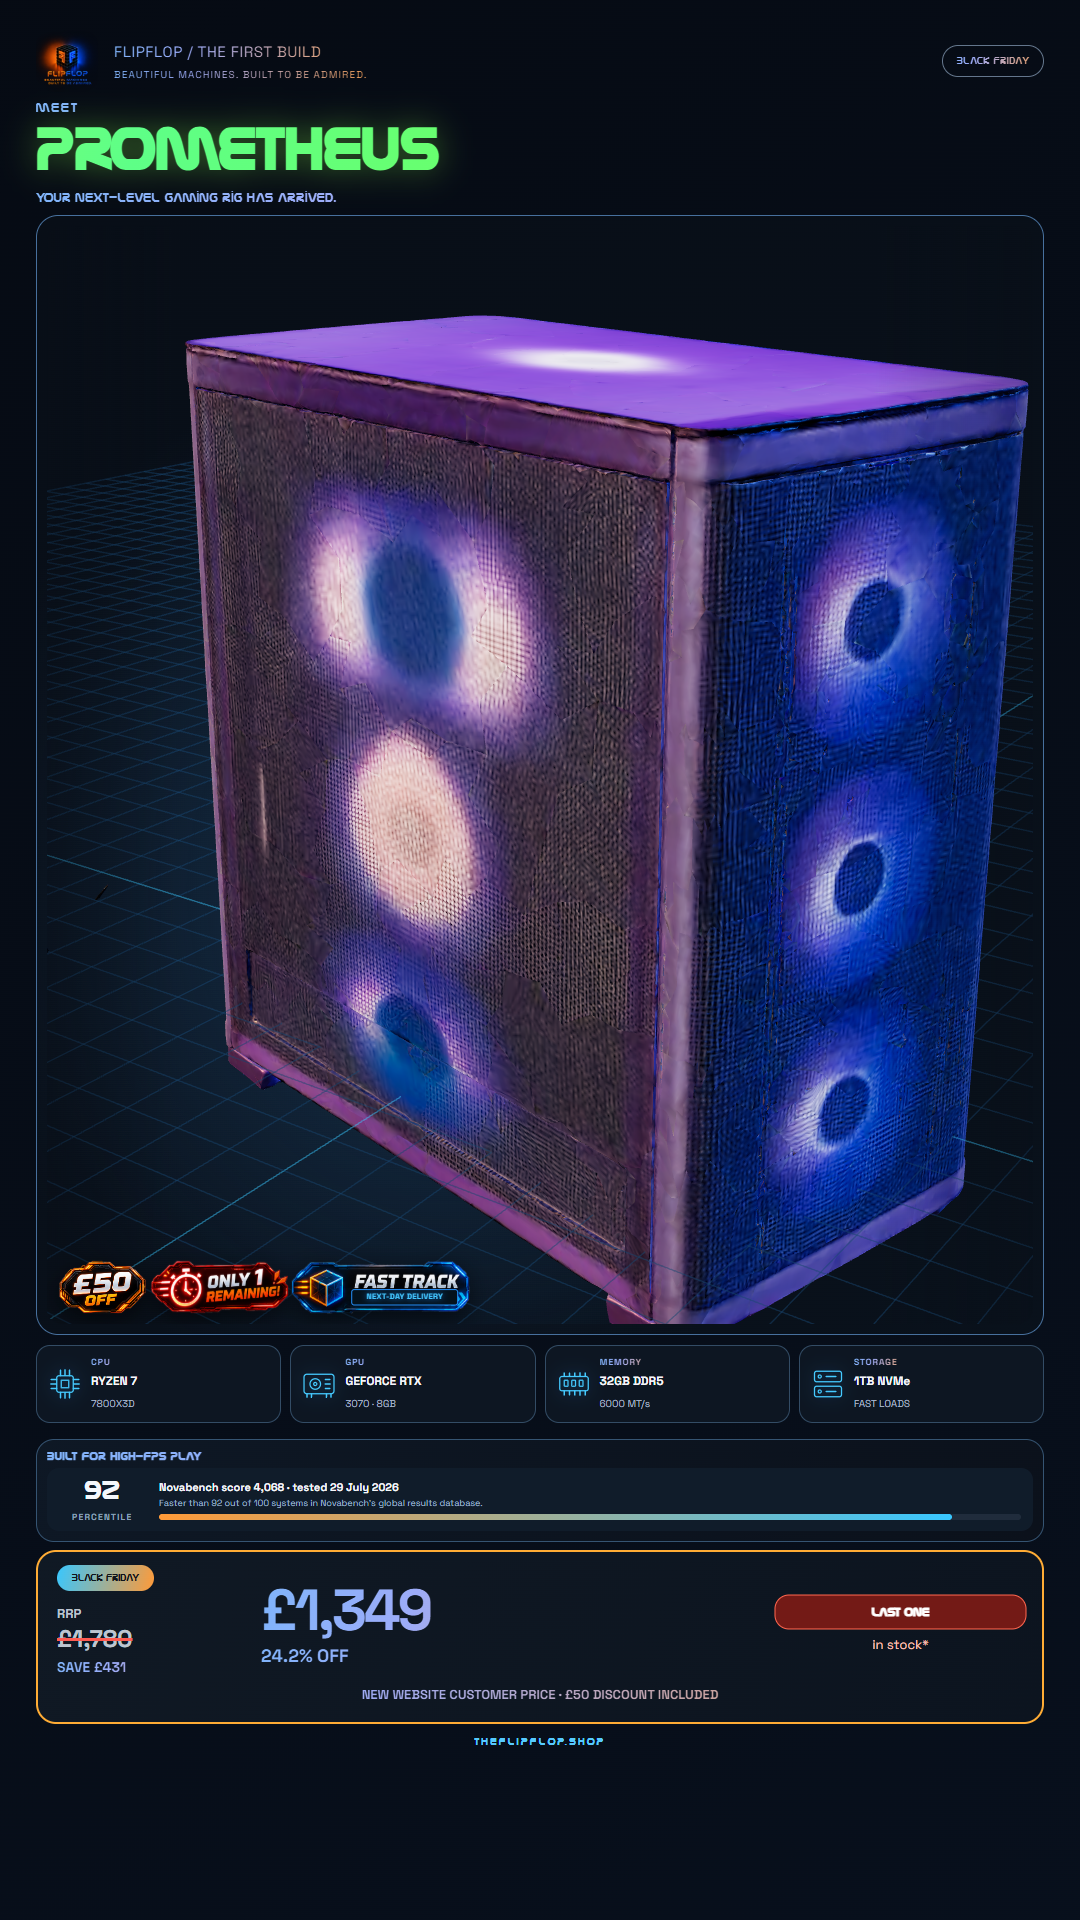 FLIPFLOP
FLIPFLOP / THE FIRST BUILD
BEAUTIFUL MACHINES. BUILT TO BE ADMIRED.
BLACK FRIDAY
MEET
PROMETHEUS
YOUR NEXT-LEVEL GAMING RIG HAS ARRIVED.
£50
OFF
ONLY 1
REMAINING!
FAST TRACK
NEXT-DAY DELIVERY
CPU
RYZEN 7
7800X3D
GPU
GEFORCE RTX
3070 · 8GB
MEMORY
32GB DDR5
6000 MT/s
STORAGE
1TB NVMe
FAST LOADS
BUILT FOR HIGH-FPS PLAY
92
PERCENTILE
Novabench score 4,068 · tested 29 July 2026
Faster than 92 out of 100 systems in Novabench's global results database.
BLACK FRIDAY
RRP
£1,780
SAVE £431
£1,349
24.2% OFF
LAST ONE
in stock*
NEW WEBSITE CUSTOMER PRICE · £50 DISCOUNT INCLUDED
THEFLIPFLOP.SHOP